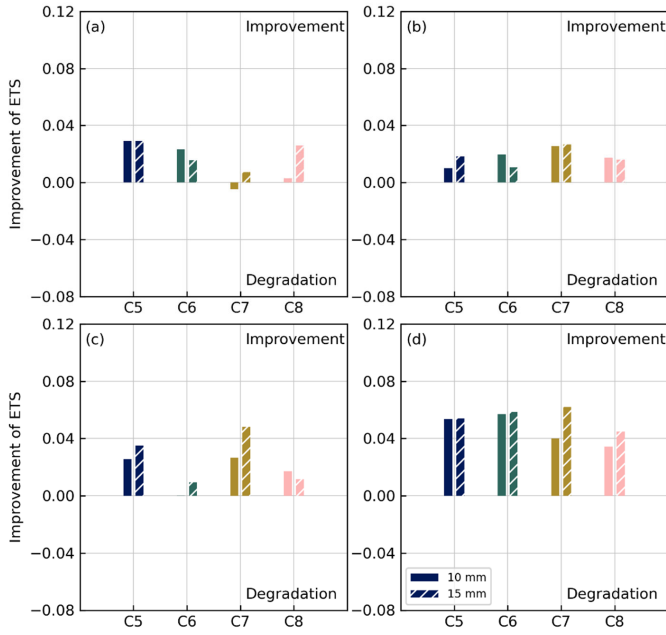 (a) Improvement
0.12
0.08
0.04
0.00
−0.04
−0.08
Improvement of ETS
Degradation
C5 C6 C7 C8
(b) Improvement
0.12
0.08
0.04
0.00
−0.04
−0.08
Degradation
C5 C6 C7 C8
(c) Improvement
0.12
0.08
0.04
0.00
−0.04
−0.08
Improvement of ETS
Degradation
C5 C6 C7 C8
(d) Improvement
0.12
0.08
0.04
0.00
−0.04
−0.08
10 mm
15 mm
Degradation
C5 C6 C7 C8